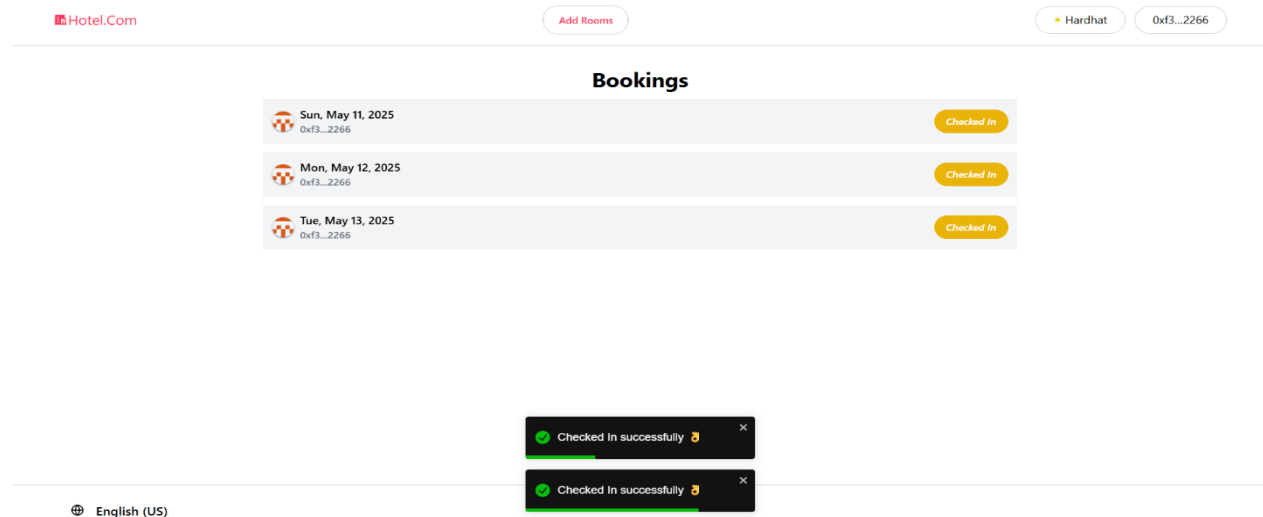 Hotel.Com
Add Rooms
Hardhat
0xf3...2266
Bookings
Sun, May 11, 2025
0xf3...2266
Checked In
Mon, May 12, 2025
0xf3...2266
Checked In
Tue, May 13, 2025
0xf3...2266
Checked In
Checked In successfully 👌
Checked In successfully 👌
English (US)